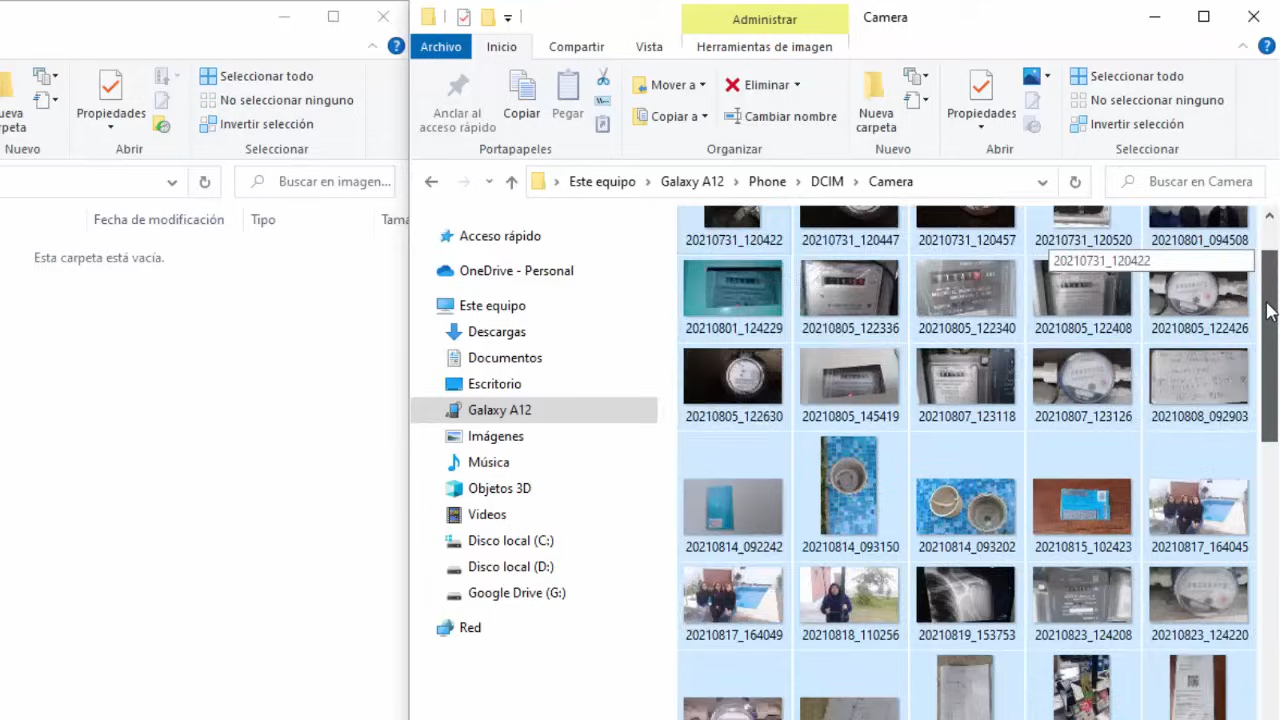 Seleccionar todo
No seleccionar ninguno
Invertir selección
Propiedades
Nuevo
Abrir
Seleccionar
Buscar en imagen...
Fecha de modificación
Tipo
Esta carpeta está vacía.
Administrar
Camera
Archivo
Inicio
Compartir
Vista
Herramientas de imagen
Anclar al
acceso rápido
Copiar
Pegar
Mover a
Copiar a
Eliminar
Cambiar nombre
Nueva
carpeta
Propiedades
Seleccionar todo
No seleccionar ninguno
Invertir selección
Portapapeles
Organizar
Nuevo
Abrir
Seleccionar
Este equipo > Galaxy A12 > Phone > DCIM > Camera
Buscar en Camera
Acceso rápido
OneDrive - Personal
Este equipo
Descargas
Documentos
Escritorio
Galaxy A12
Imágenes
Música
Objetos 3D
Videos
Disco local (C:)
Disco local (D:)
Google Drive (G:)
Red
20210731_120422 20210731_120447 20210731_120457 20210731_120520 20210801_094508
20210731_120422
20210801_124229 20210805_122336 20210805_122340 20210805_122408 20210805_122426
20210805_122630 20210805_145419 20210807_123118 20210807_123126 20210808_092903
20210814_092242 20210814_093150 20210814_093202 20210815_102423 20210817_164045
20210817_164049 20210818_110256 20210819_153753 20210823_124208 20210823_124220